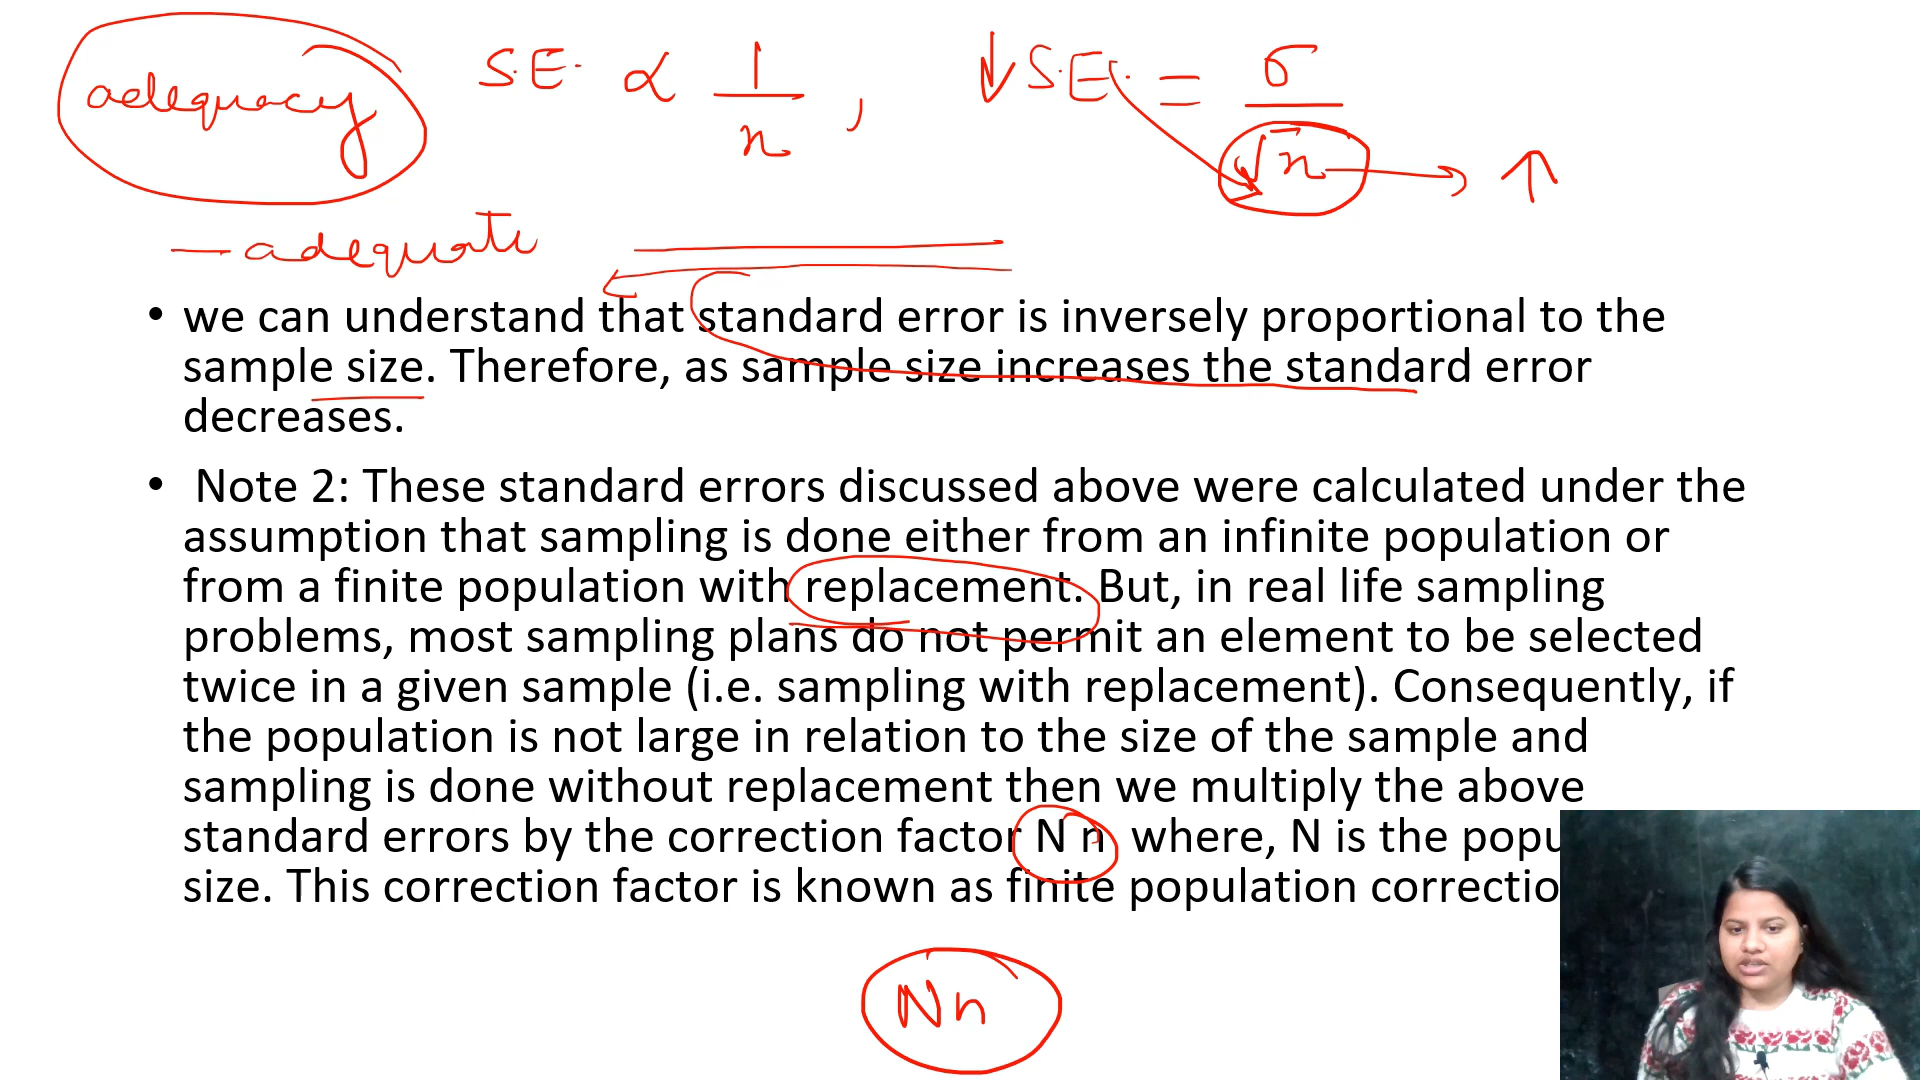 adequacy S.E. ∝ 1/n , ↓ S.E. = σ/√n → ↑
— adequate
• we can understand that standard error is inversely proportional to the
sample size. Therefore, as sample size increases the standard error
decreases.
• Note 2: These standard errors discussed above were calculated under the
assumption that sampling is done either from an infinite population or
from a finite population with replacement. But, in real life sampling
problems, most sampling plans do not permit an element to be selected
twice in a given sample (i.e. sampling with replacement). Consequently, if
the population is not large in relation to the size of the sample and
sampling is done without replacement then we multiply the above
standard errors by the correction factor N n where, N is the popu
size. This correction factor is known as finite population correctio
Nn